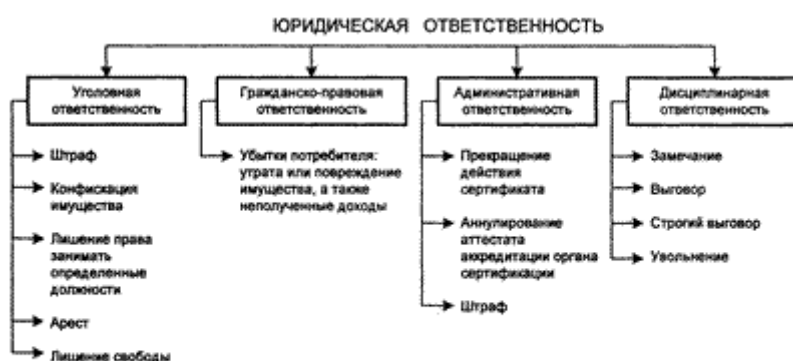 ЮРИДИЧЕСКАЯ ОТВЕТСТВЕННОСТЬ
Уголовная
ответственность
Штраф
Конфискация
имущества
Лишение права
занимать
определенные
должности
Арест
Лишение свободы
Гражданско-правовая
ответственность
Убытки потребителя:
утрата или повреждение
имущества, а также
неполученные доходы
Административная
ответственность
Прекращение
действия
сертификата
Аннулирование
аттестата
аккредитации органа
сертификации
Штраф
Дисциплинарная
ответственность
Замечание
Выговор
Строгий выговор
Увольнение